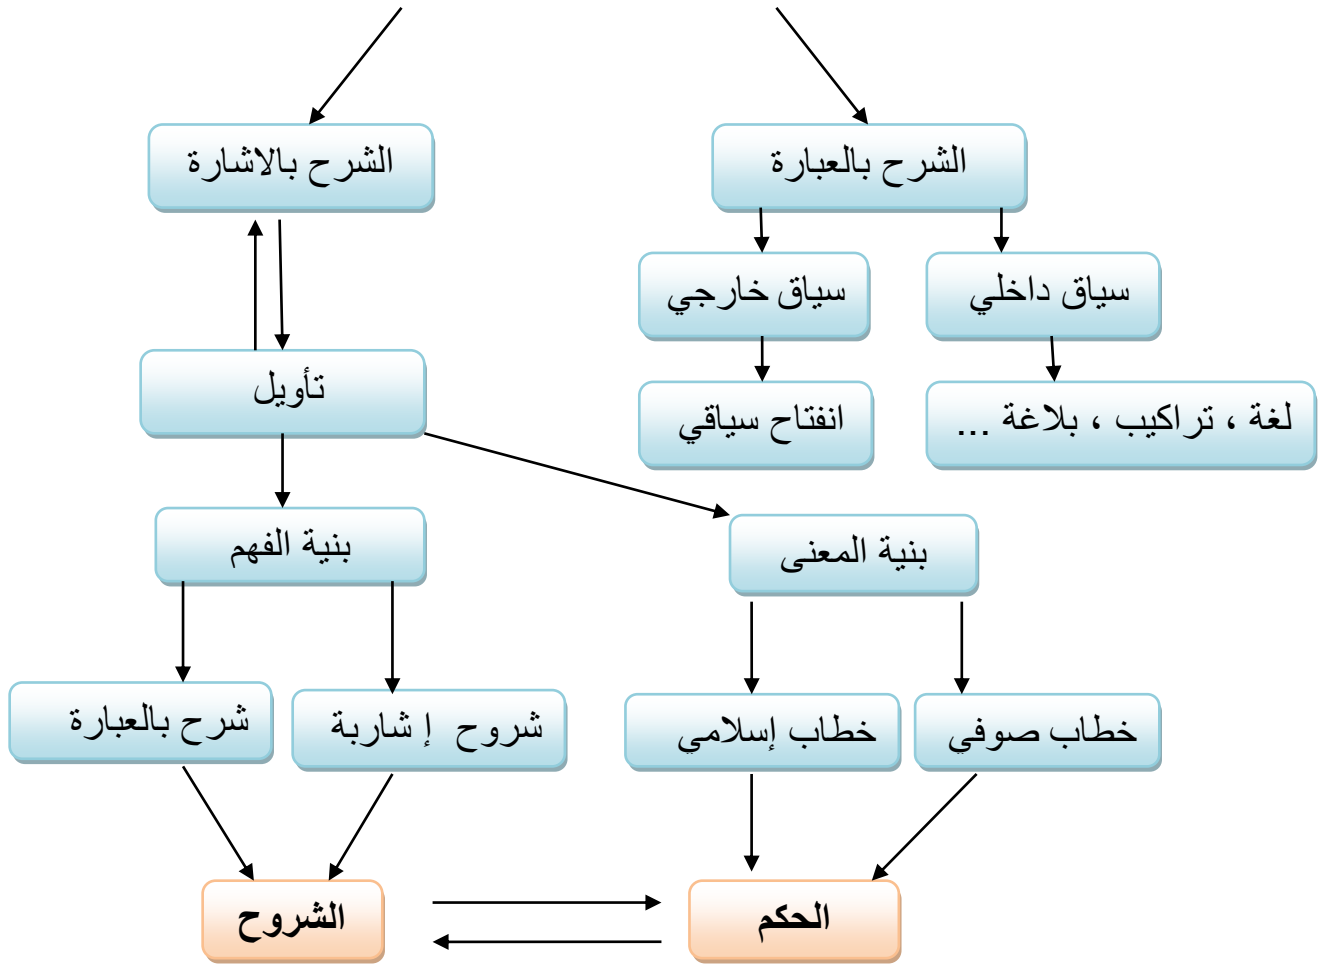 الشرح بالعبارة
الشرح بالاشارة
سياق داخلي
سياق خارجي
لغة ، تراكيب ، بلاغة ...
انفتاح سياقي
تأويل
بنية المعنى
بنية الفهم
خطاب صوفي
خطاب إسلامي
شروح إ شاربة
شرح بالعبارة
الحكم
الشروح